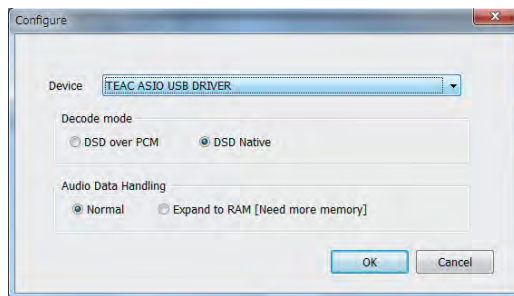 Configure
Device TEAC ASIO USB DRIVER
Decode mode
DSD over PCM DSD Native
Audio Data Handling
Normal Expand to RAM [Need more memory]
OK Cancel